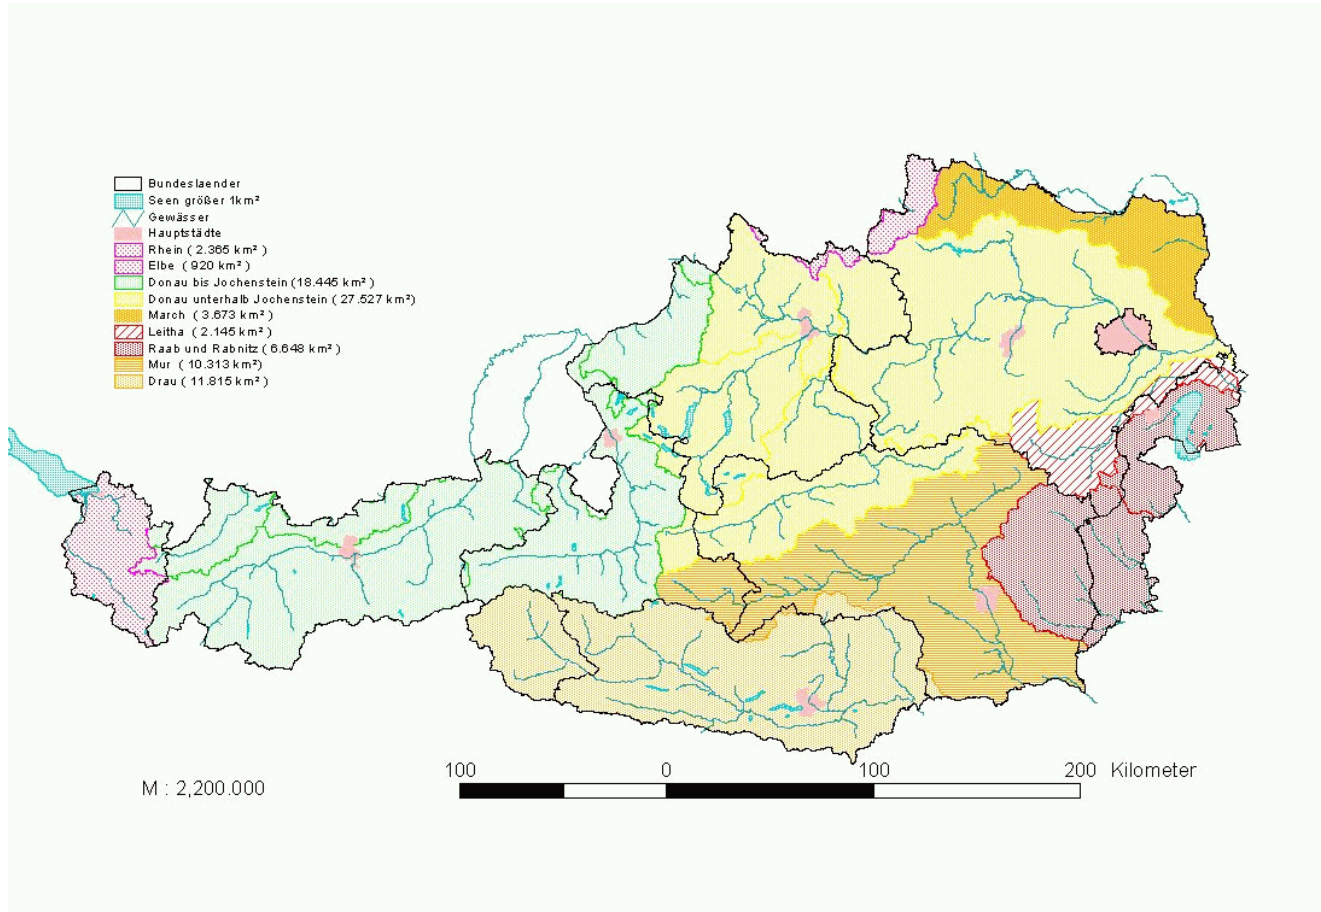 Bundeslaender
Seen größer 1km²
Gewässer
Hauptstädte
Rhein ( 2.365 km² )
Elbe ( 920 km² )
Donau bis Jochenstein (18.445 km² )
Donau unterhalb Jochenstein ( 27.527 km²)
March ( 3.673 km² )
Leitha ( 2.145 km² )
Raab und Rabnitz ( 6.648 km² )
Mur ( 10.313 km²)
Drau ( 11.815 km² )
100 0 100 200 Kilometer
M : 2,200.000